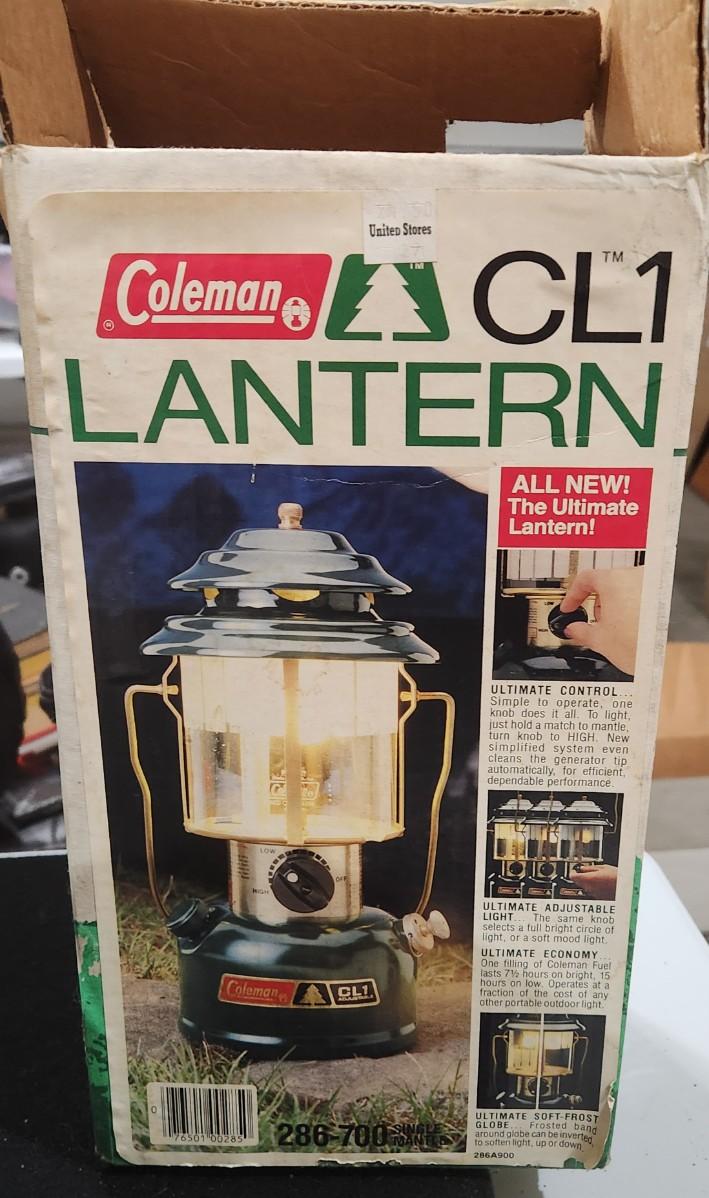 United Stores
Coleman ® ™ CL1™
LANTERN
ALL NEW!
The Ultimate
Lantern!
LOW
HIGH
ULTIMATE CONTROL...
Simple to operate, one
knob does it all. To light,
just hold a match to mantle,
turn knob to HIGH. New
simplified system even
cleans the generator tip
automatically, for efficient,
dependable performance.
Coleman
LOW
HIGH
OFF
ULTIMATE ADJUSTABLE
LIGHT... The same knob
selects a full bright circle of
light, or a soft mood light.
ULTIMATE ECONOMY...
One filling of Coleman Fuel
lasts 7½ hours on bright, 15
hours on low. Operates at a
fraction of the cost of any
other portable outdoor light.
Coleman CL1
ADJUSTABLE
ULTIMATE SOFT-FROST
GLOBE... Frosted band
around globe can be inverted
to soften light, up or down.
286A900
0 76501 00285
286-700 SINGLE
MANTLE